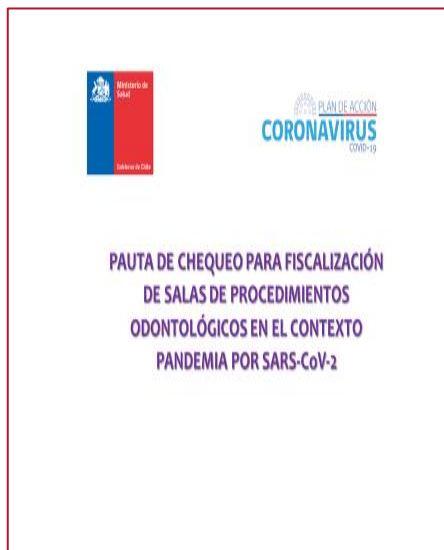 Ministerio de
Salud
Gobierno de Chile
PLAN DE ACCIÓN
CORONAVIRUS
COVID-19
PAUTA DE CHEQUEO PARA FISCALIZACIÓN
DE SALAS DE PROCEDIMIENTOS
ODONTOLÓGICOS EN EL CONTEXTO
PANDEMIA POR SARS-CoV-2